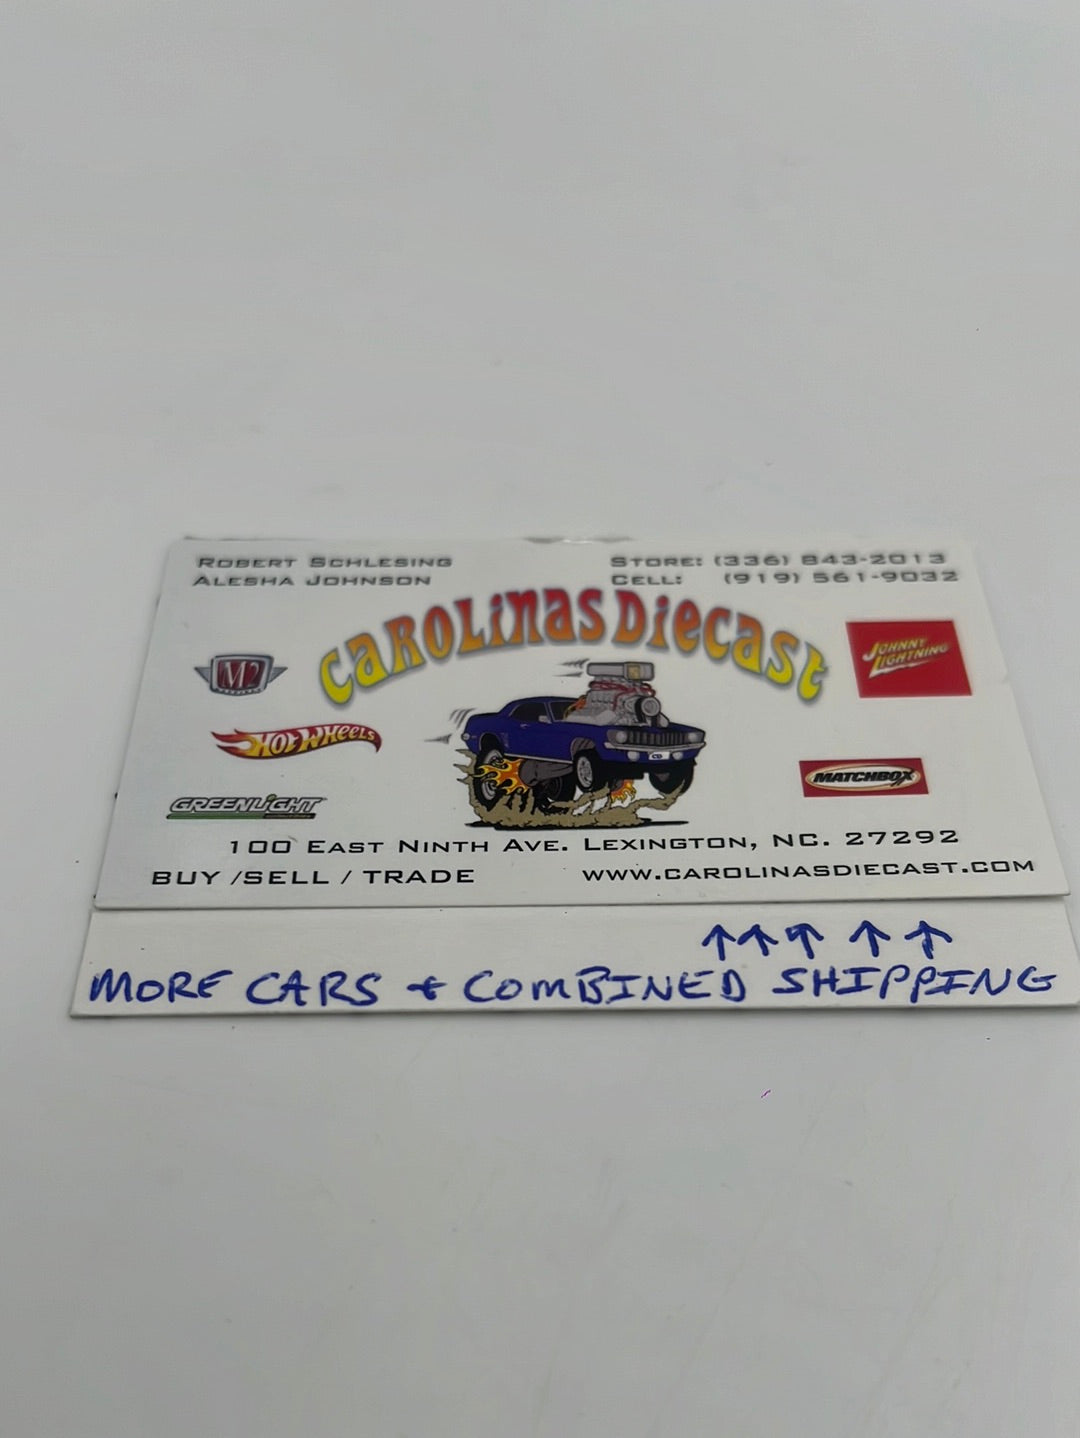 ROBERT SCHLESING
ALESHA JOHNSON
STORE: (336) 843-2013
CELL: (919) 561-9032
CAROLINAS DIECAST
M2
JOHNNY LIGHTNING
HOT WHEELS
MATCHBOX
GREENLIGHT
100 EAST NINTH AVE. LEXINGTON, NC. 27292
BUY /SELL / TRADE
WWW.CAROLINASDIECAST.COM
↑↑↑ ↑ ↑
MORE CARS + COMBINED SHIPPING